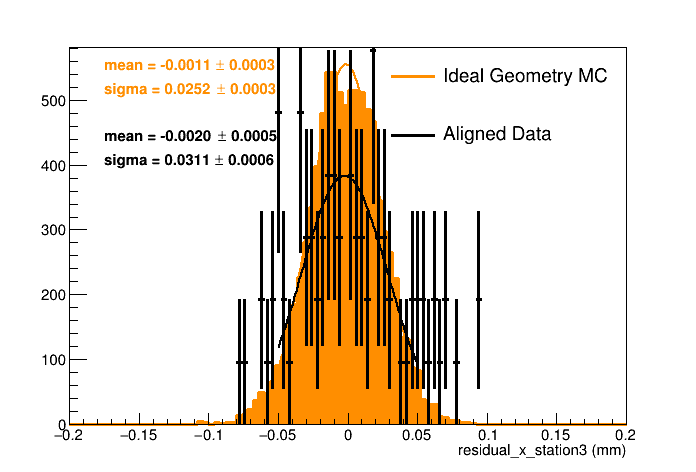 mean = -0.0011 ± 0.0003
sigma = 0.0252 ± 0.0003
mean = -0.0020 ± 0.0005
sigma = 0.0311 ± 0.0006
Ideal Geometry MC
Aligned Data
500
400
300
200
100
0
−0.2 −0.15 −0.1 −0.05 0 0.05 0.1 0.15 0.2
residual_x_station3 (mm)